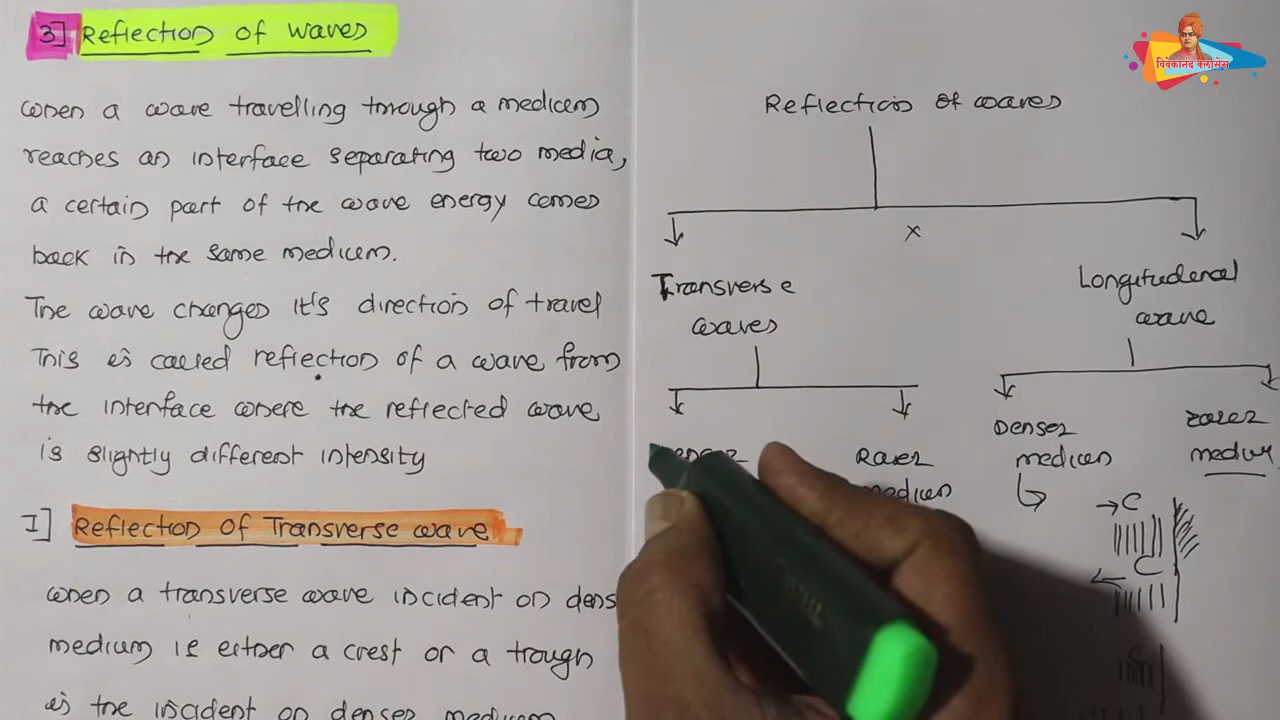 3] Reflection of waves
when a wave travelling through a medium
reaches an interface separating two media,
a certain part of the wave energy comes
back in the same medium.
The wave changes it's direction of travel
This is called reflection of a wave from
the interface where the reflected wave
is slightly different intensity
I] Reflection of Transverse wave
when a transverse wave incident on dens
medium ie either a crest or a trough
is the incident on denser medium
विवेकानंद क्लासेस
Reflection of waves
x
Transverse
waves
Longitudenal
wave
Rarer
medium
Denser
medium
rarer
medium
C
C
C